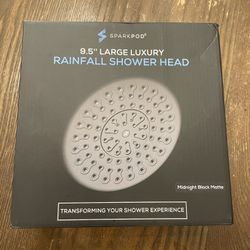 SPARKPOD®
9.5" LARGE LUXURY
RAINFALL SHOWER HEAD
Midnight Black Matte
TRANSFORMING YOUR SHOWER EXPERIENCE